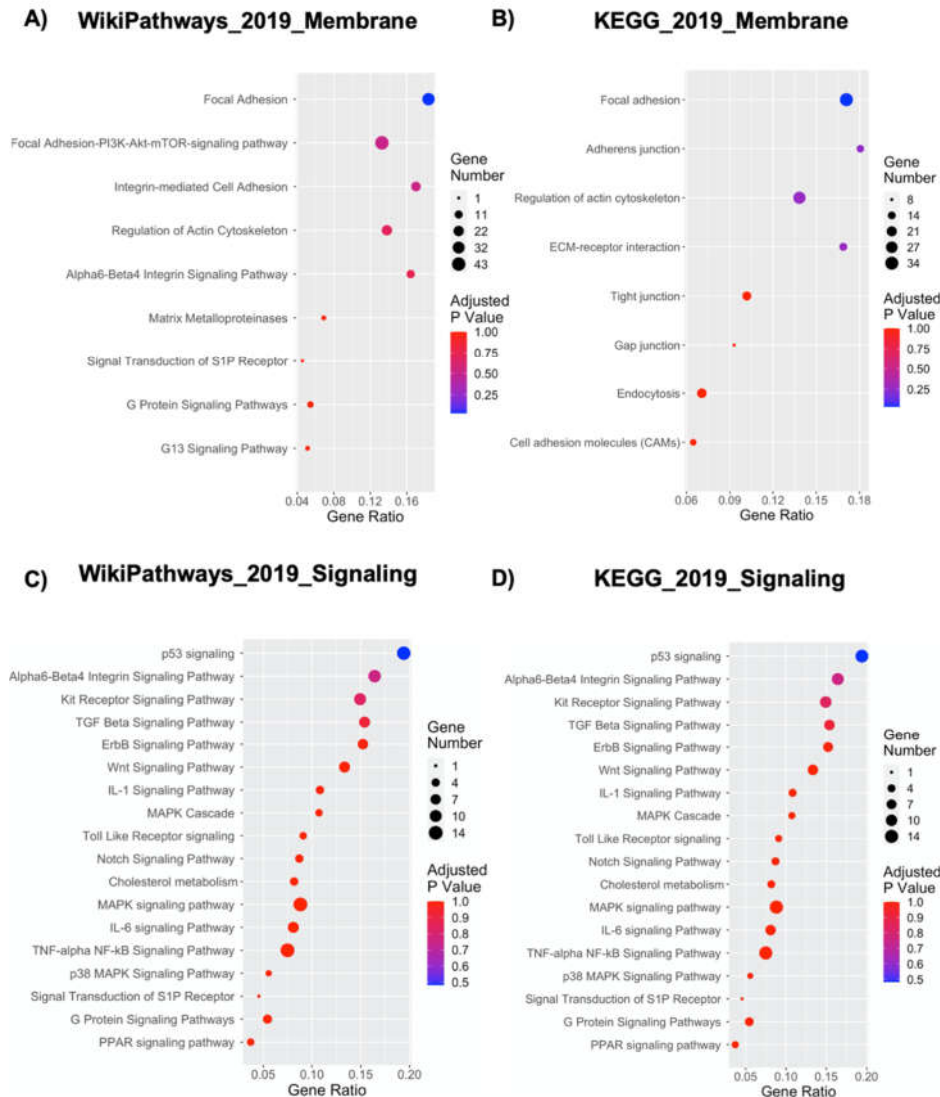 A) WikiPathways_2019_Membrane
Focal Adhesion
Focal Adhesion-PI3K-Akt-mTOR-signaling pathway
Integrin-mediated Cell Adhesion
Regulation of Actin Cytoskeleton
Alpha6-Beta4 Integrin Signaling Pathway
Matrix Metalloproteinases
Signal Transduction of S1P Receptor
G Protein Signaling Pathways
G13 Signaling Pathway
0.04 0.08 0.12 0.16
Gene Ratio
Gene
Number
1
11
22
32
43
Adjusted
P Value
1.00
0.75
0.50
0.25
B) KEGG_2019_Membrane
Focal adhesion
Adherens junction
Regulation of actin cytoskeleton
ECM-receptor interaction
Tight junction
Gap junction
Endocytosis
Cell adhesion molecules (CAMs)
0.06 0.09 0.12 0.15 0.18
Gene Ratio
Gene
Number
8
14
21
27
34
Adjusted
P Value
1.00
0.75
0.50
0.25
C) WikiPathways_2019_Signaling
p53 signaling
Alpha6-Beta4 Integrin Signaling Pathway
Kit Receptor Signaling Pathway
TGF Beta Signaling Pathway
ErbB Signaling Pathway
Wnt Signaling Pathway
IL-1 Signaling Pathway
MAPK Cascade
Toll Like Receptor signaling
Notch Signaling Pathway
Cholesterol metabolism
MAPK signaling pathway
IL-6 signaling Pathway
TNF-alpha NF-kB Signaling Pathway
p38 MAPK Signaling Pathway
Signal Transduction of S1P Receptor
G Protein Signaling Pathways
PPAR signaling pathway
0.05 0.10 0.15 0.20
Gene Ratio
Gene
Number
1
4
7
10
14
Adjusted
P Value
1.0
0.9
0.8
0.7
0.6
0.5
D) KEGG_2019_Signaling
p53 signaling
Alpha6-Beta4 Integrin Signaling Pathway
Kit Receptor Signaling Pathway
TGF Beta Signaling Pathway
ErbB Signaling Pathway
Wnt Signaling Pathway
IL-1 Signaling Pathway
MAPK Cascade
Toll Like Receptor signaling
Notch Signaling Pathway
Cholesterol metabolism
MAPK signaling pathway
IL-6 signaling Pathway
TNF-alpha NF-kB Signaling Pathway
p38 MAPK Signaling Pathway
Signal Transduction of S1P Receptor
G Protein Signaling Pathways
PPAR signaling pathway
0.05 0.10 0.15 0.20
Gene Ratio
Gene
Number
1
4
7
10
14
Adjusted
P Value
1.0
0.9
0.8
0.7
0.6
0.5